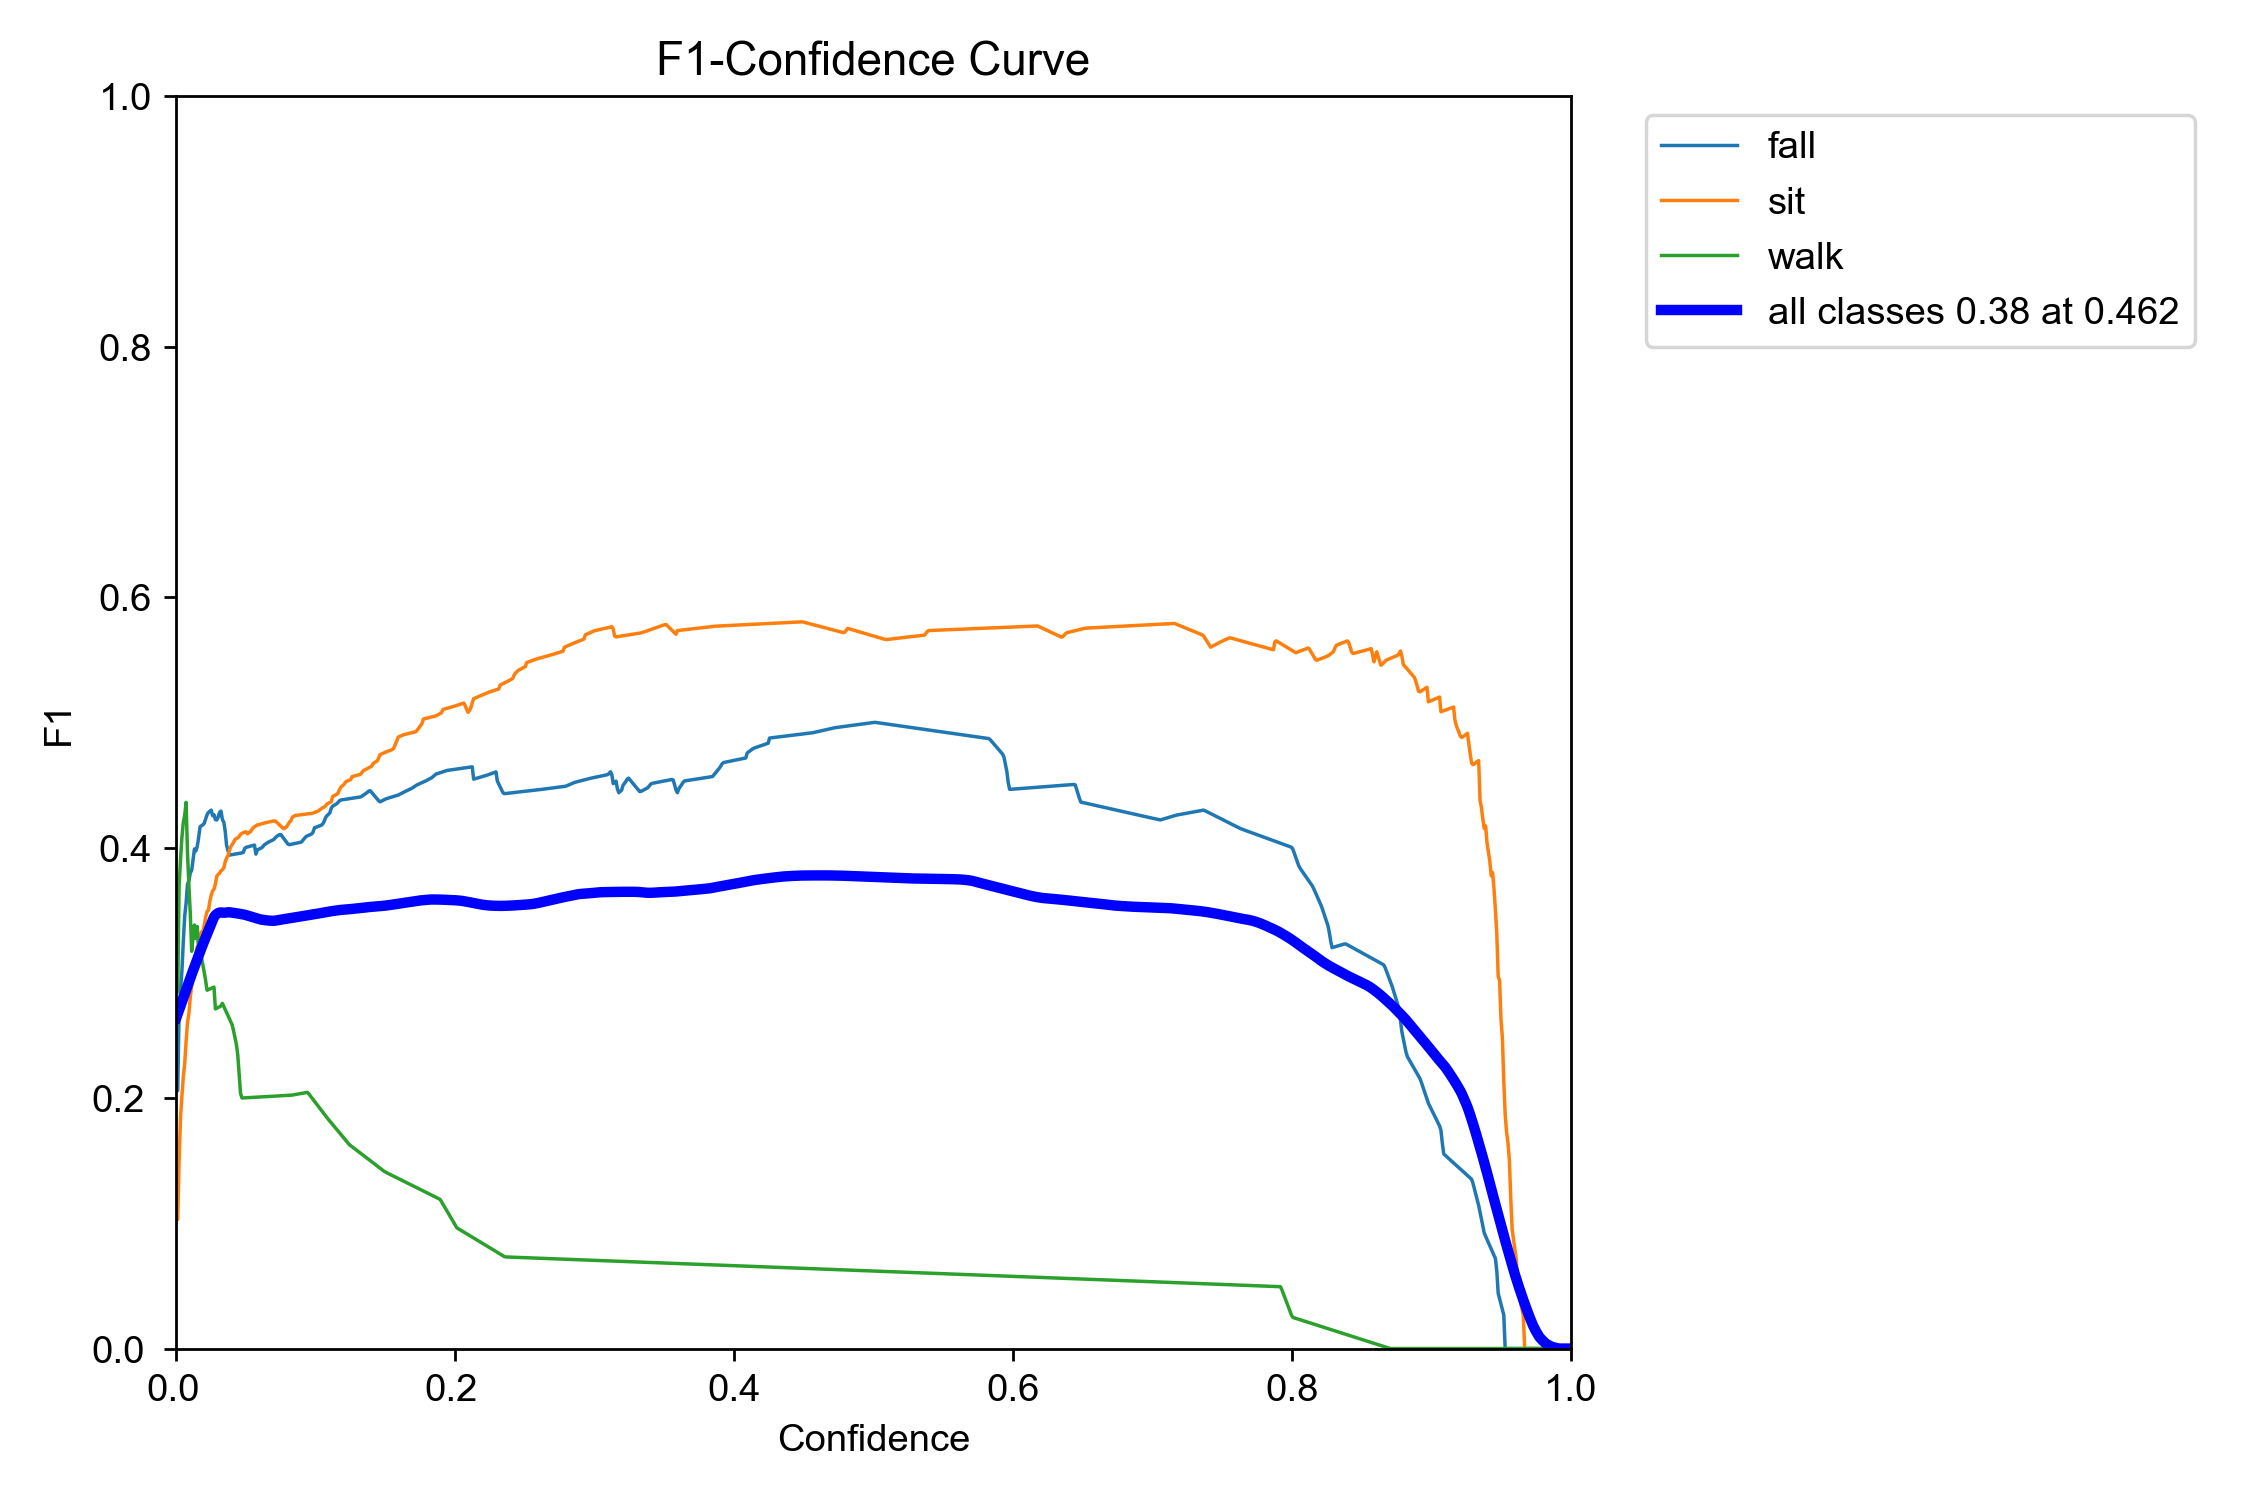 F1-Confidence Curve
1.0
0.8
0.6
0.4
0.2
0.0
F1
0.0 0.2 0.4 0.6 0.8 1.0
Confidence
fall
sit
walk
all classes 0.38 at 0.462